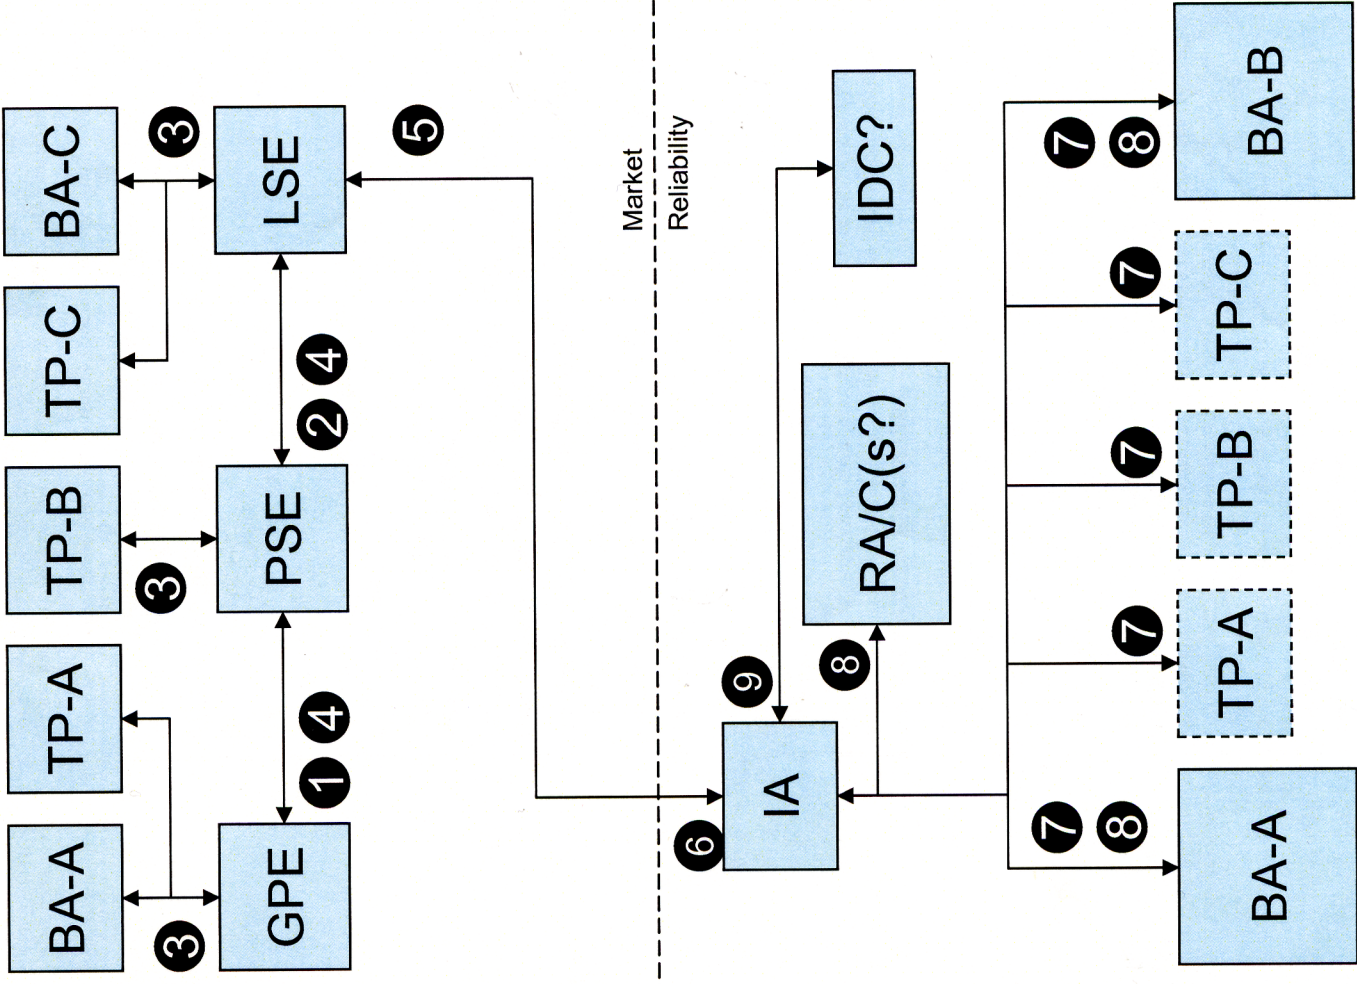 BA-A
TP-A
TP-B
TP-C
BA-C
3
3
3
GPE
PSE
LSE
1 4
2 4
5
Market
Reliability
6
9
IA
8
RA/C(s?)
IDC?
7
8
7
7
7
7
8
BA-A
TP-A
TP-B
TP-C
BA-B